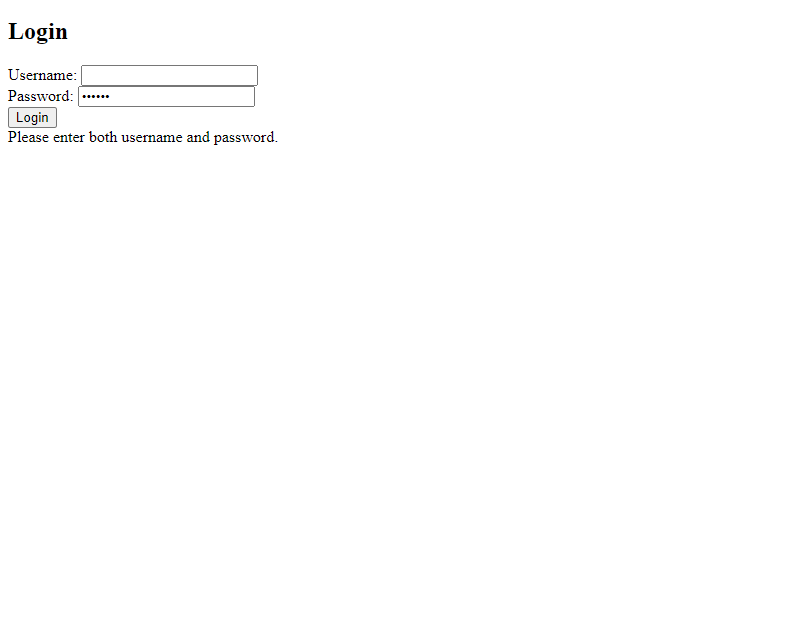 Login
Username:
Password: ••••••
Login
Please enter both username and password.